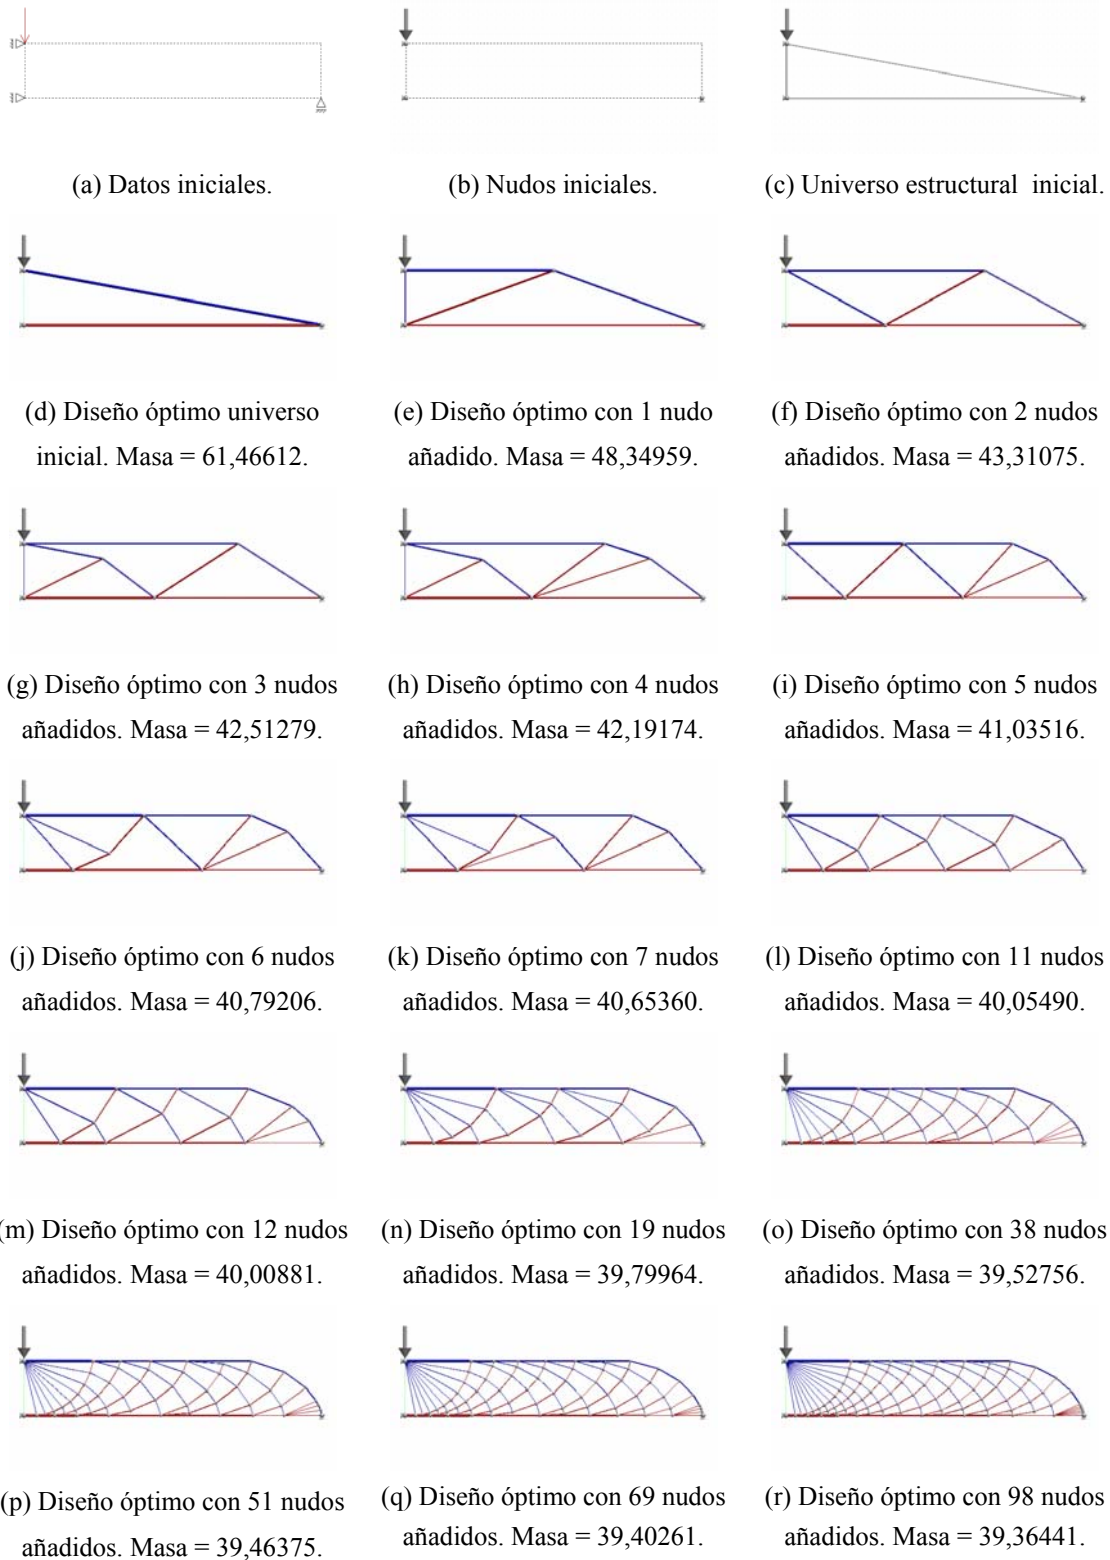 (a) Datos iniciales.
(b) Nudos iniciales.
(c) Universo estructural inicial.
(d) Diseño óptimo universo
inicial. Masa = 61,46612.
(e) Diseño óptimo con 1 nudo
añadido. Masa = 48,34959.
(f) Diseño óptimo con 2 nudos
añadidos. Masa = 43,31075.
(g) Diseño óptimo con 3 nudos
añadidos. Masa = 42,51279.
(h) Diseño óptimo con 4 nudos
añadidos. Masa = 42,19174.
(i) Diseño óptimo con 5 nudos
añadidos. Masa = 41,03516.
(j) Diseño óptimo con 6 nudos
añadidos. Masa = 40,79206.
(k) Diseño óptimo con 7 nudos
añadidos. Masa = 40,65360.
(l) Diseño óptimo con 11 nudos
añadidos. Masa = 40,05490.
(m) Diseño óptimo con 12 nudos
añadidos. Masa = 40,00881.
(n) Diseño óptimo con 19 nudos
añadidos. Masa = 39,79964.
(o) Diseño óptimo con 38 nudos
añadidos. Masa = 39,52756.
(p) Diseño óptimo con 51 nudos
añadidos. Masa = 39,46375.
(q) Diseño óptimo con 69 nudos
añadidos. Masa = 39,40261.
(r) Diseño óptimo con 98 nudos
añadidos. Masa = 39,36441.